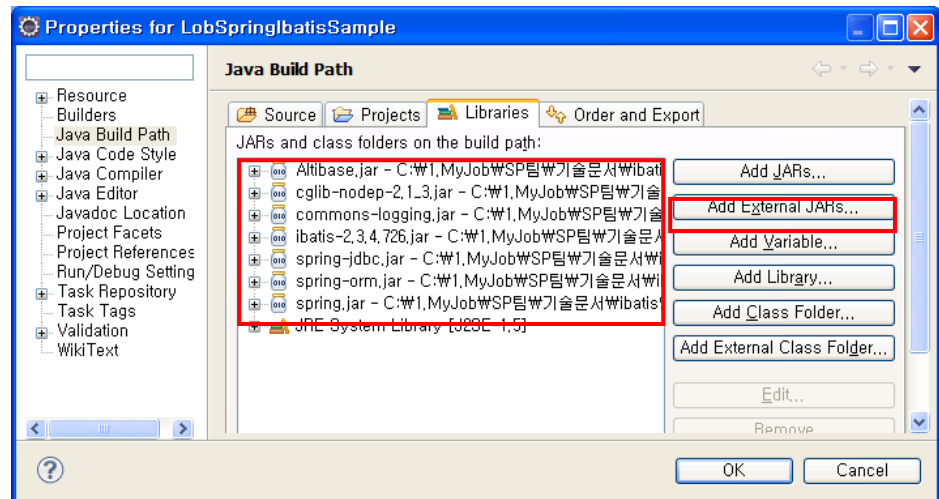 Properties for LobSpringIbatisSample
Java Build Path
Resource
Builders
Java Build Path
Java Code Style
Java Compiler
Java Editor
Javadoc Location
Project Facets
Project References
Run/Debug Setting
Task Repository
Task Tags
Validation
WikiText
Source
Projects
Libraries
Order and Export
JARs and class folders on the build path:
Altibase.jar - C:₩1.MyJob₩SP팀₩기술문서₩ibati
cglib-nodep-2.1_3.jar - C:₩1.MyJob₩SP팀₩기술
commons-logging.jar - C:₩1.MyJob₩SP팀₩기술
ibatis-2.3.4.726.jar - C:₩1.MyJob₩SP팀₩기술문서
spring-jdbc.jar - C:₩1.MyJob₩SP팀₩기술문서₩i
spring-orm.jar - C:₩1.MyJob₩SP팀₩기술문서₩i
spring.jar - C:₩1.MyJob₩SP팀₩기술문서₩ibatis
JRE System Library [J2SE-1.5]
Add JARs...
Add External JARs...
Add Variable...
Add Library...
Add Class Folder...
Add External Class Folder...
Edit...
Remove
OK
Cancel